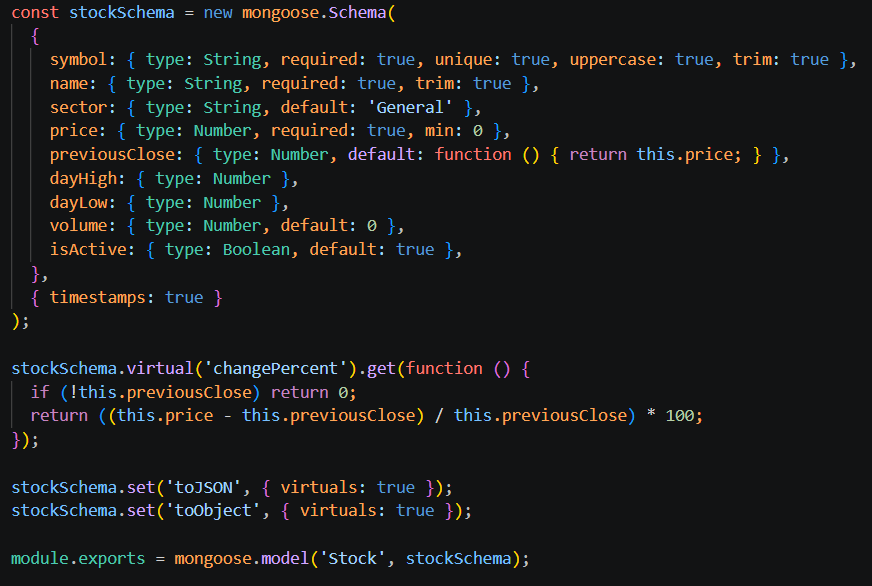 const stockSchema = new mongoose.Schema(
  {
    symbol: { type: String, required: true, unique: true, uppercase: true, trim: true },
    name: { type: String, required: true, trim: true },
    sector: { type: String, default: 'General' },
    price: { type: Number, required: true, min: 0 },
    previousClose: { type: Number, default: function () { return this.price; } },
    dayHigh: { type: Number },
    dayLow: { type: Number },
    volume: { type: Number, default: 0 },
    isActive: { type: Boolean, default: true },
  },
  { timestamps: true }
);

stockSchema.virtual('changePercent').get(function () {
  if (!this.previousClose) return 0;
  return ((this.price - this.previousClose) / this.previousClose) * 100;
});

stockSchema.set('toJSON', { virtuals: true });
stockSchema.set('toObject', { virtuals: true });

module.exports = mongoose.model('Stock', stockSchema);